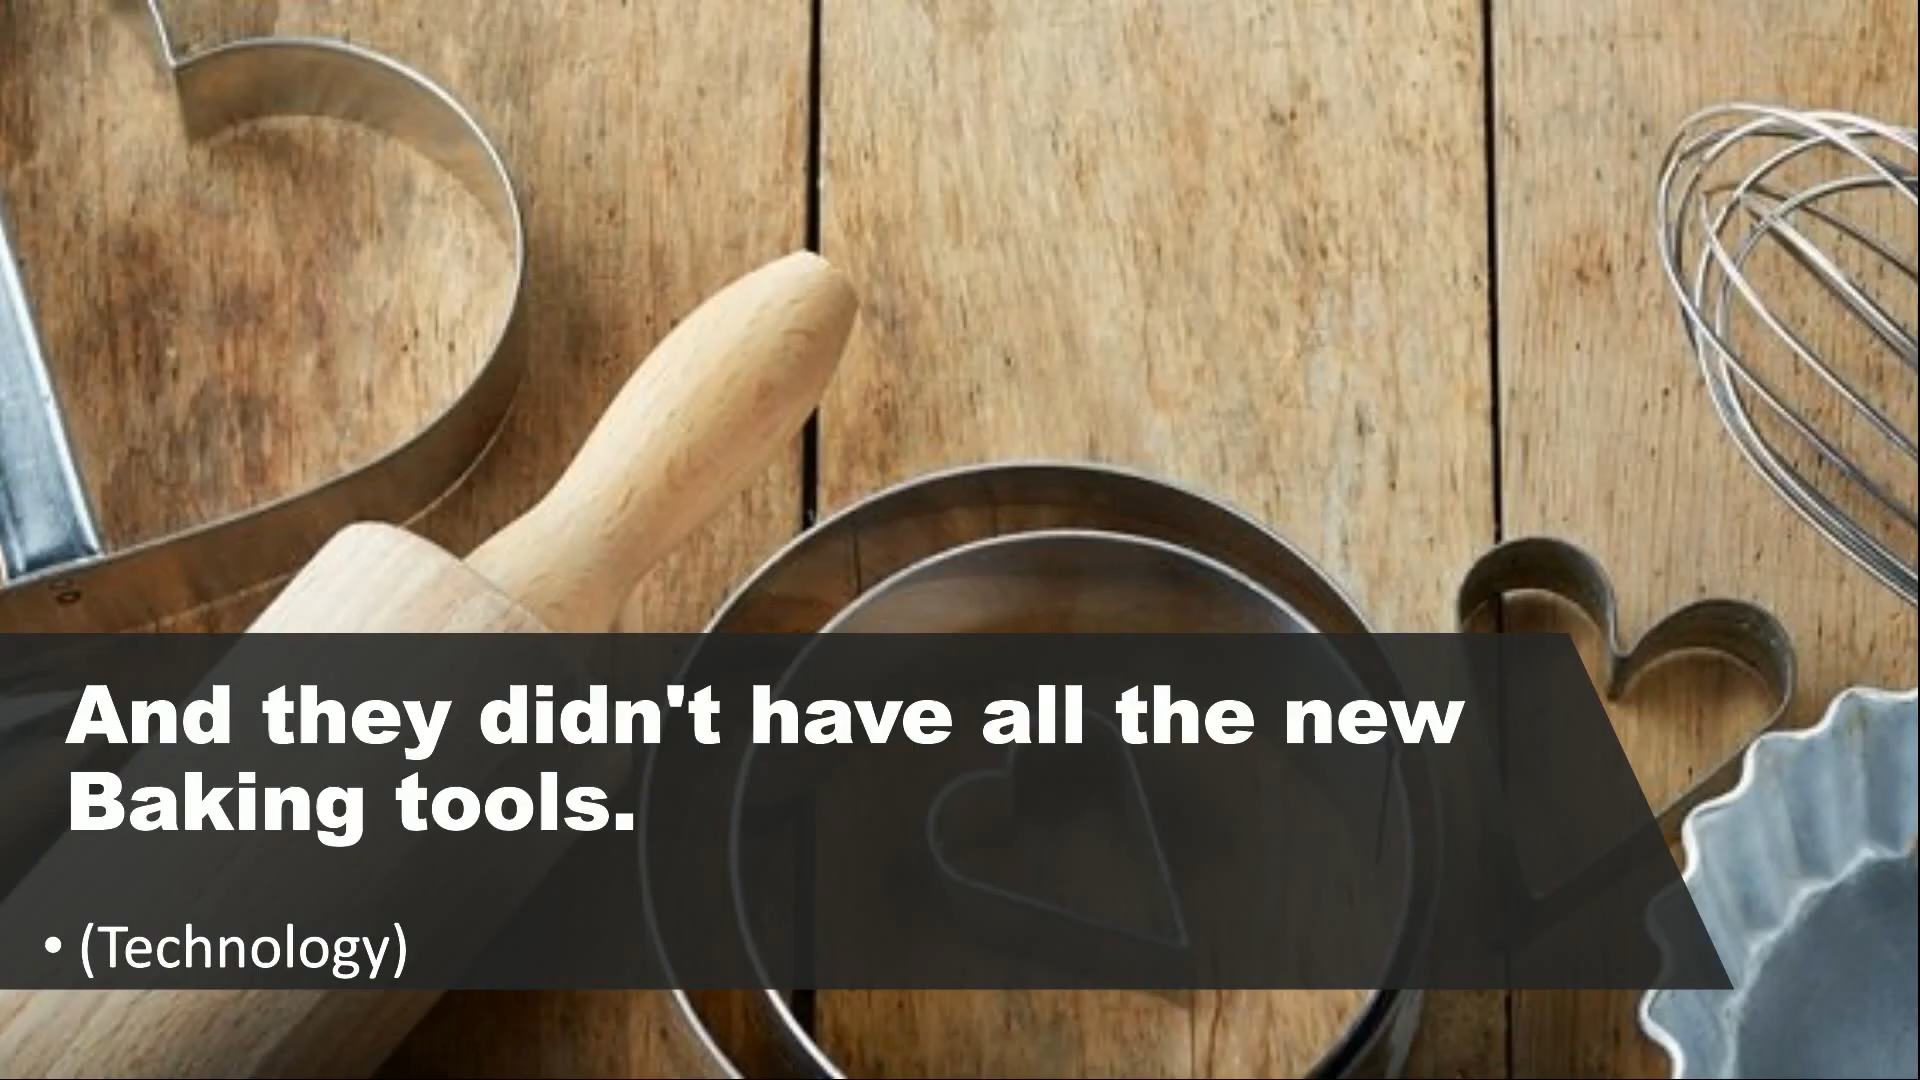 And they didn't have all the new
Baking tools.
• (Technology)